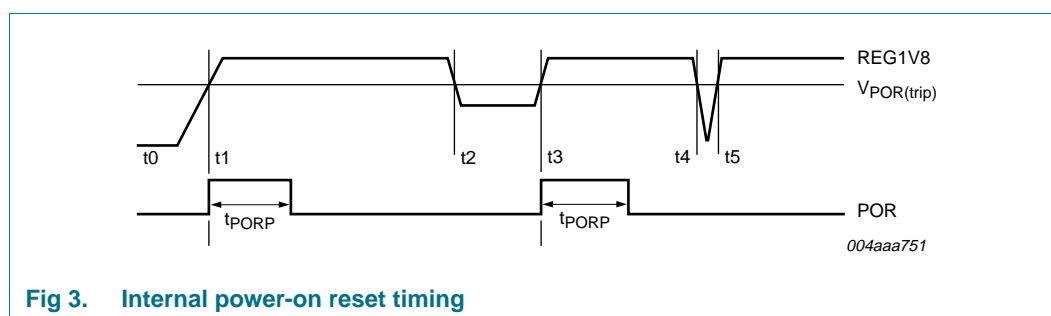 REG1V8
VPOR(trip)
t0 t1 t2 t3 t4 t5
tPORP tPORP POR
004aaa751
Fig 3. Internal power-on reset timing